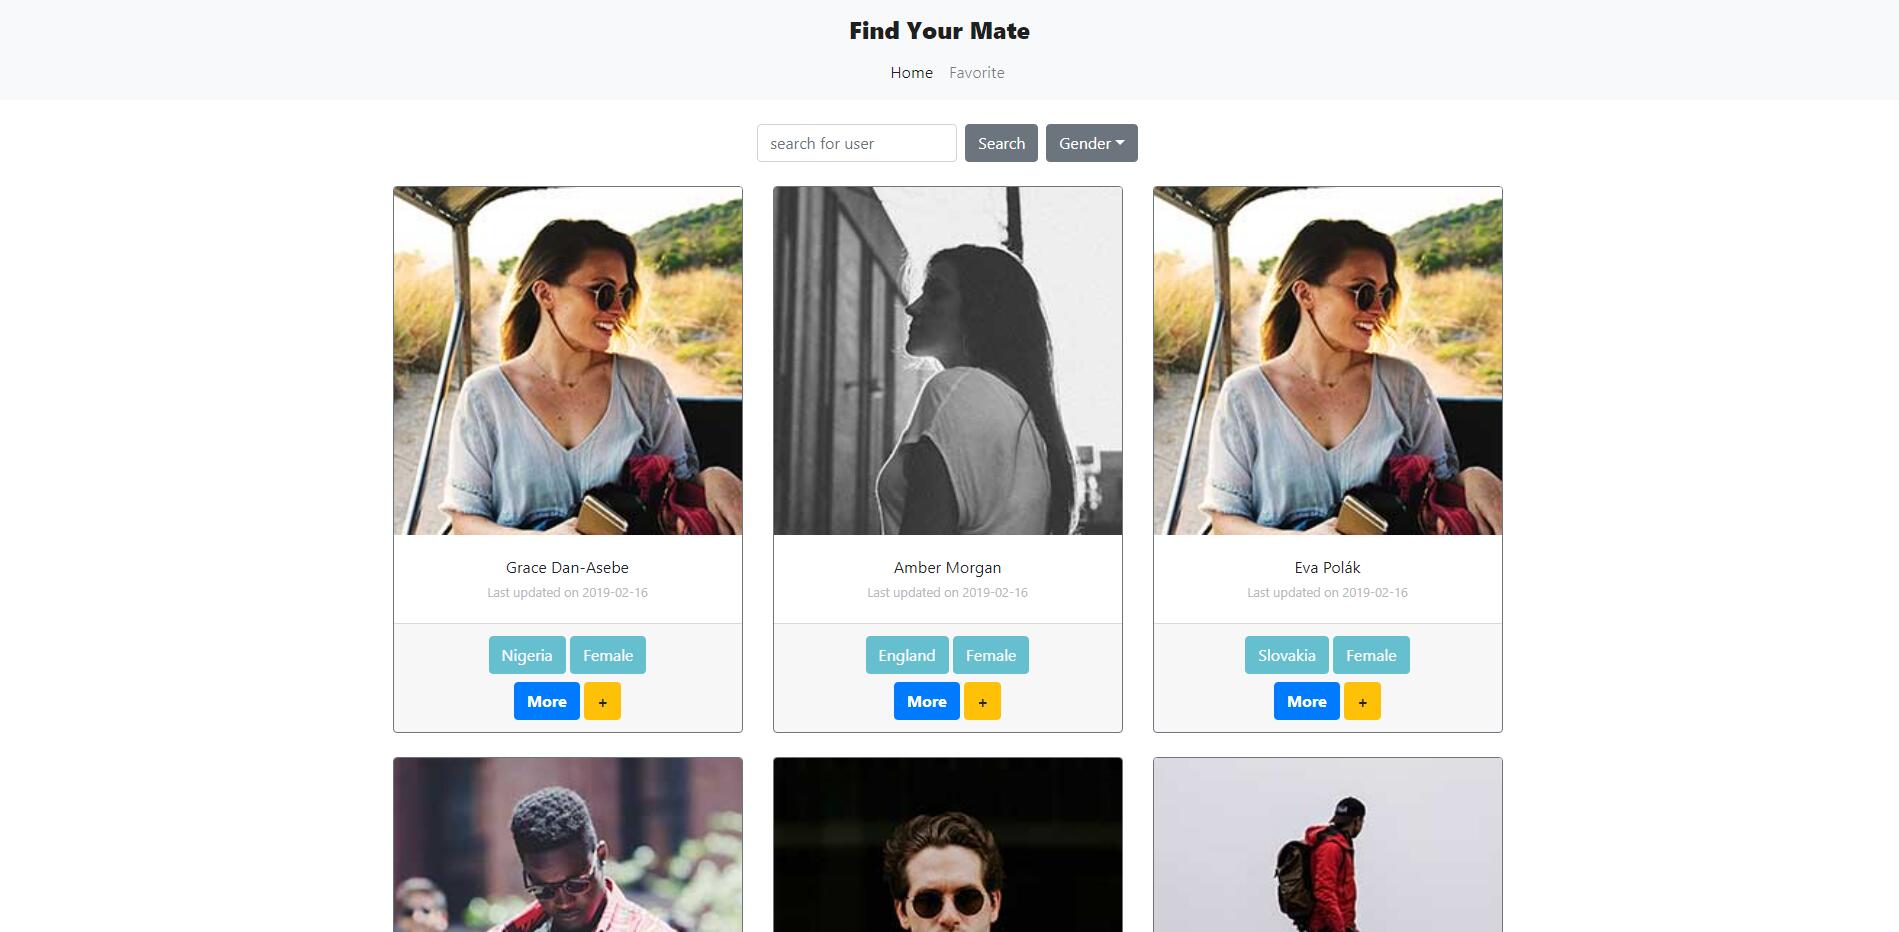 Find Your Mate
Home Favorite
search for user Search Gender
Grace Dan-Asebe
Last updated on 2019-02-16
Nigeria Female
More +
Amber Morgan
Last updated on 2019-02-16
England Female
More +
Eva Polák
Last updated on 2019-02-16
Slovakia Female
More +